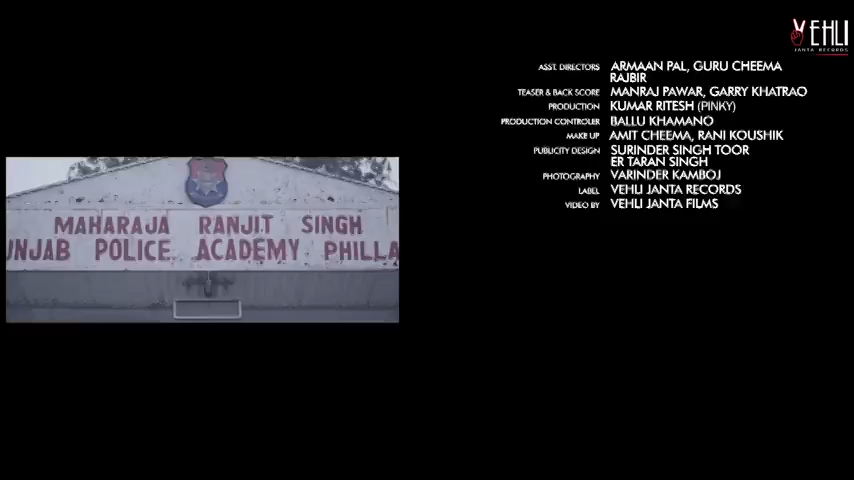 VEHLI
JANTA RECORDS
ASST. DIRECTORS ARMAAN PAL, GURU CHEEMA
RAJBIR
TEASER & BACK SCORE MANRAJ PAWAR, GARRY KHATRAO
PRODUCTION KUMAR RITESH (PINKY)
PRODUCTION CONTROLER BALLU KHAMANO
MAKE UP AMIT CHEEMA, RANI KOUSHIK
PUBLICITY DESIGN SURINDER SINGH TOOR
ER TARAN SINGH
PHOTOGRAPHY VARINDER KAMBOJ
LABEL VEHLI JANTA RECORDS
VIDEO BY VEHLI JANTA FILMS
MAHARAJA RANJIT SINGH
UNJAB POLICE ACADEMY PHILLA